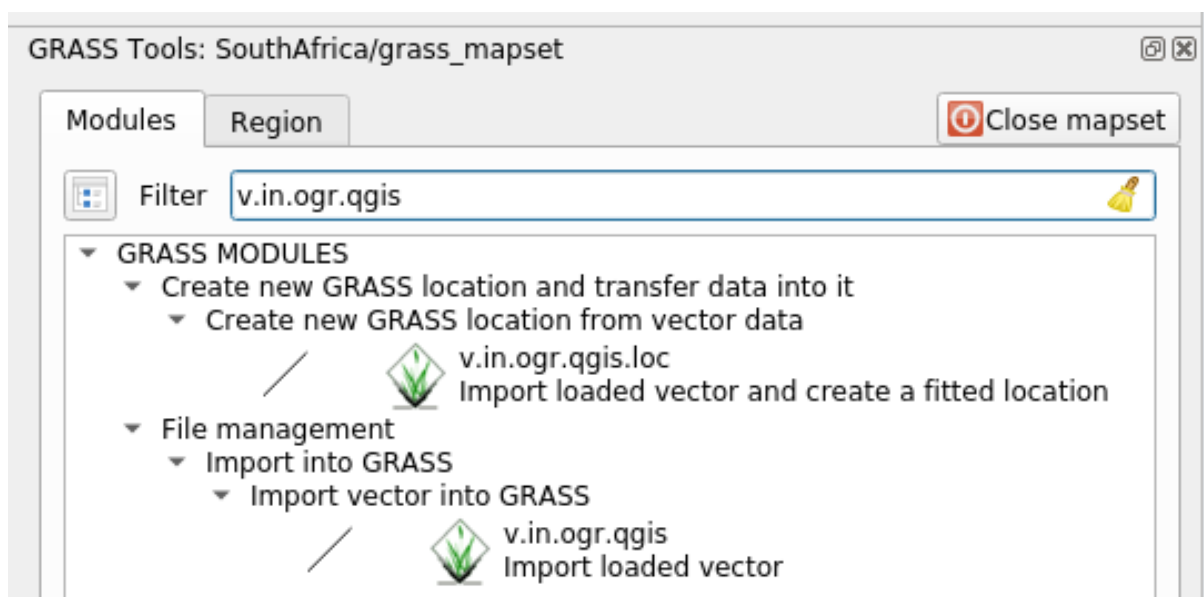 GRASS Tools: SouthAfrica/grass_mapset
Modules
Region
Close mapset
Filter
v.in.ogr.qgis
GRASS MODULES
Create new GRASS location and transfer data into it
Create new GRASS location from vector data
v.in.ogr.qgis.loc
Import loaded vector and create a fitted location
File management
Import into GRASS
Import vector into GRASS
v.in.ogr.qgis
Import loaded vector